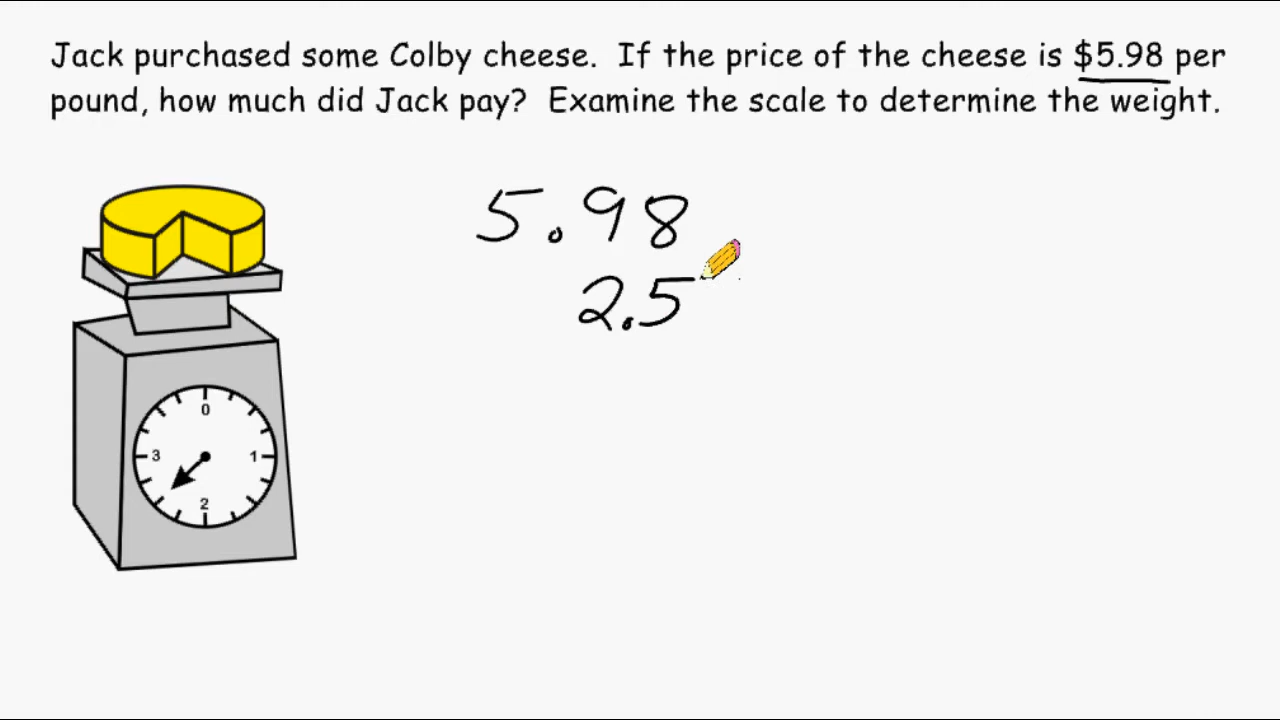 Jack purchased some Colby cheese. If the price of the cheese is $5.98 per
pound, how much did Jack pay? Examine the scale to determine the weight.
5.98
2.5
0
3 1
2